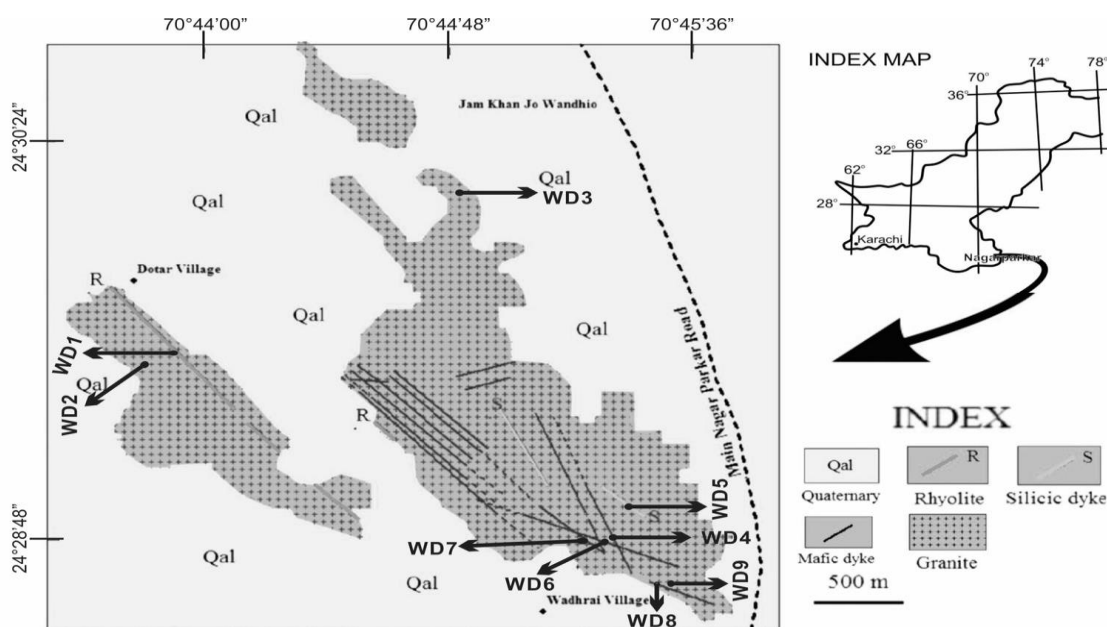 70°44'00"
70°44'48"
70°45'36"
24°30'24"
24°28'48"
Qal
Jam Khan Jo Wandhio
Qal
WD3
Qal
R
Dotar Village
Qal
Qal
WD1
WD2
Qal
R
S
Main Nagar Parkar Road
WD5
S
WD7
WD4
WD6
WD9
Qal
Qal
Wadhrai Village
WD8
INDEX MAP
70°
74°
78°
36°
32°
66°
62°
28°
Karachi
Nagarparkar
INDEX
Qal
R
S
Quaternary
Rhyolite
Silicic dyke
Mafic dyke
Granite
500 m